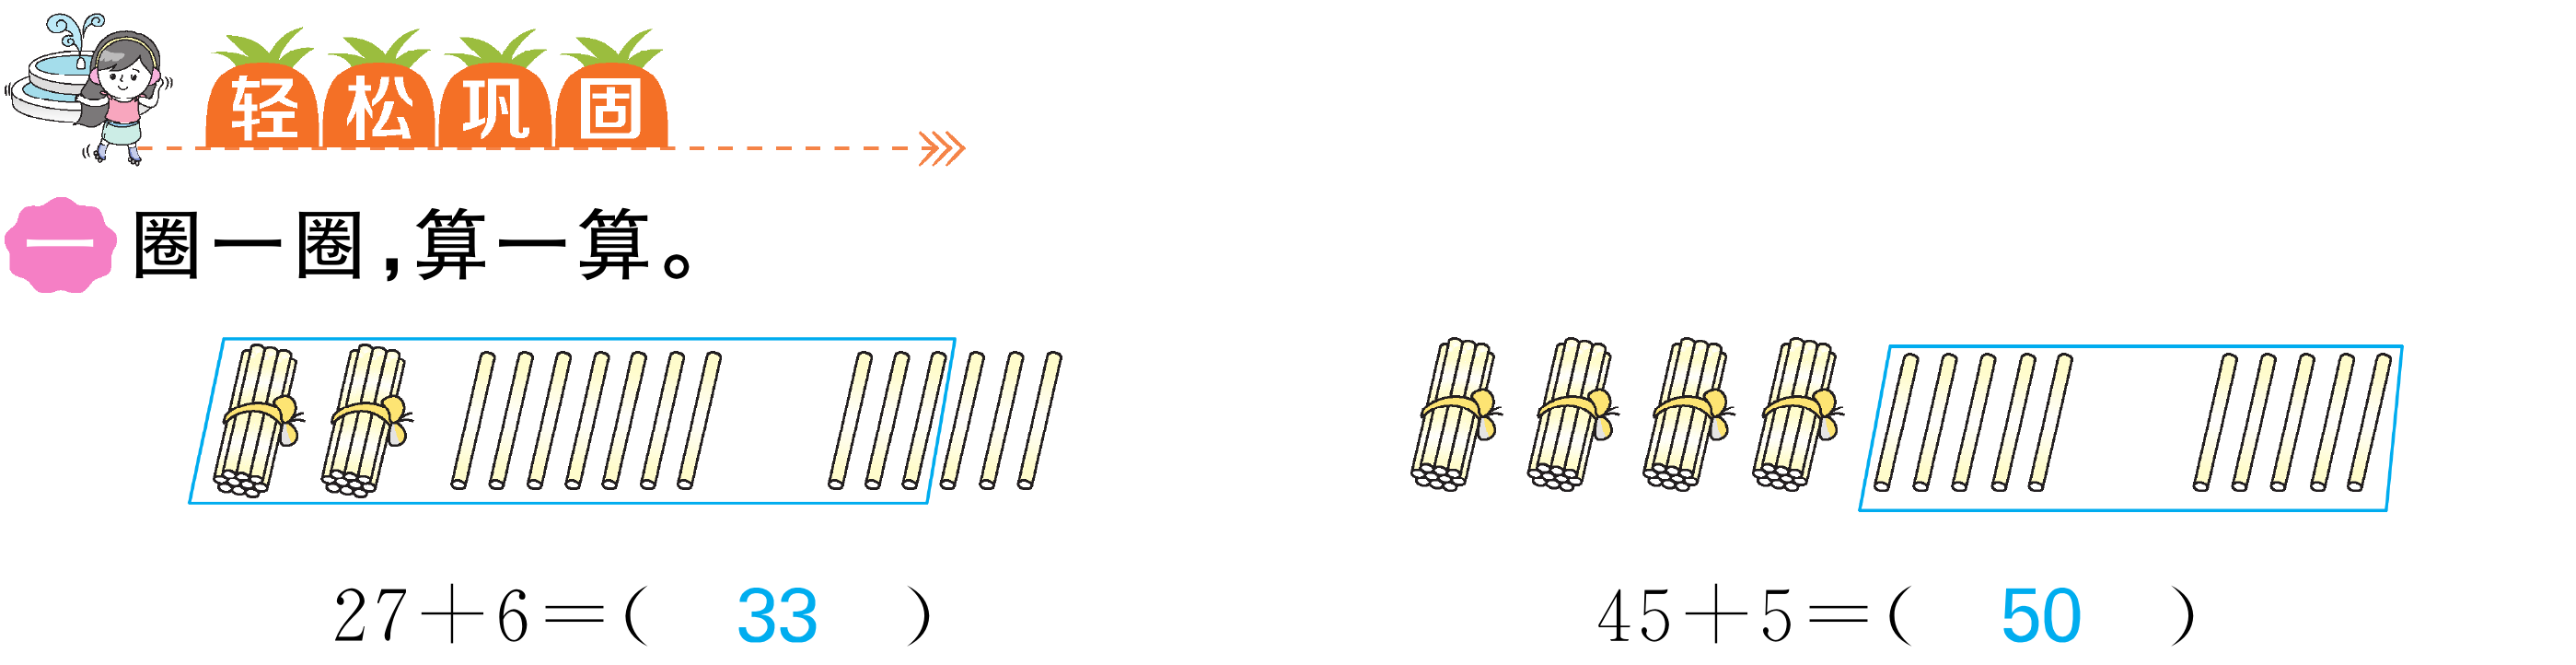 轻松巩固
一 圈一圈,算一算。
27+6=( 33 )
45+5=( 50 )